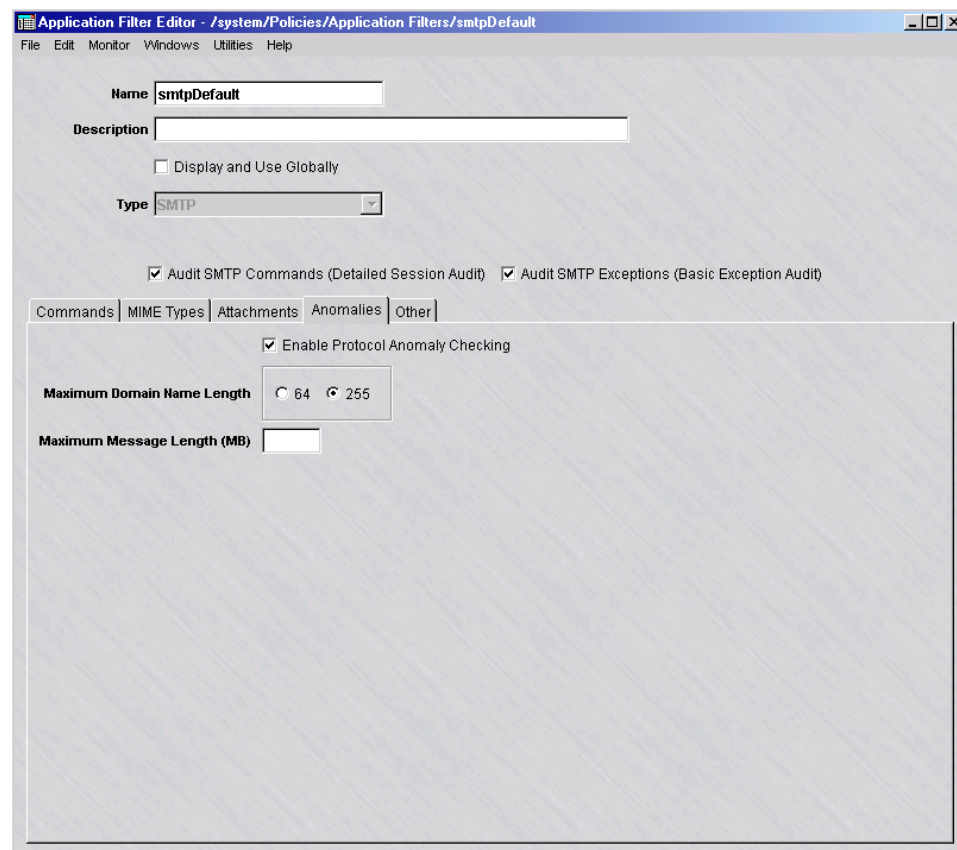 Application Filter Editor - /system/Policies/Application Filters/smtpDefault
File Edit Monitor Windows Utilities Help
Name smtpDefault
Description
Display and Use Globally
Type SMTP
Audit SMTP Commands (Detailed Session Audit) Audit SMTP Exceptions (Basic Exception Audit)
Commands MIME Types Attachments Anomalies Other
Enable Protocol Anomaly Checking
Maximum Domain Name Length 64 255
Maximum Message Length (MB)